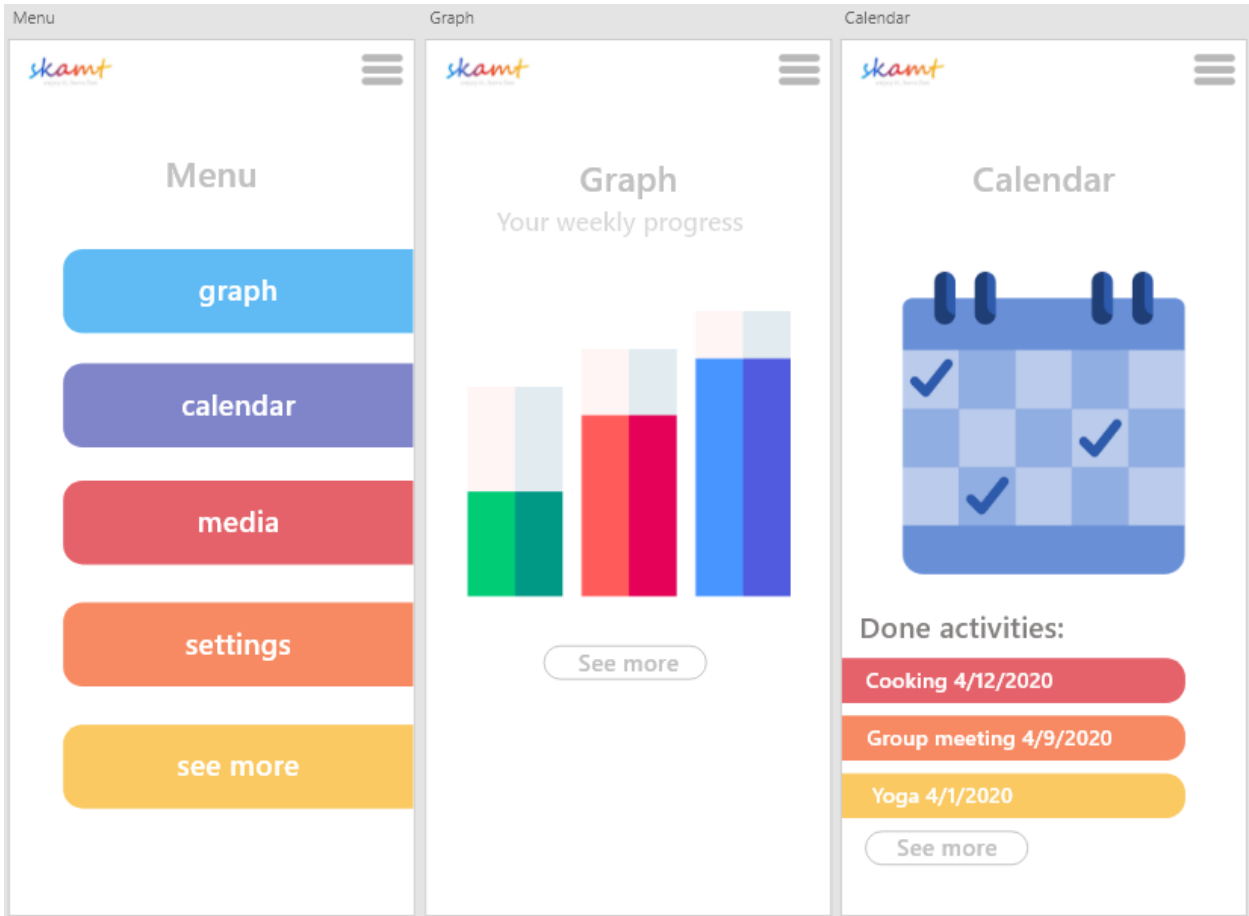 Menu
skamt
Menu
graph
calendar
media
settings
see more
Graph
skamt
Graph
Your weekly progress
See more
Calendar
skamt
Calendar
Done activities:
Cooking 4/12/2020
Group meeting 4/9/2020
Yoga 4/1/2020
See more